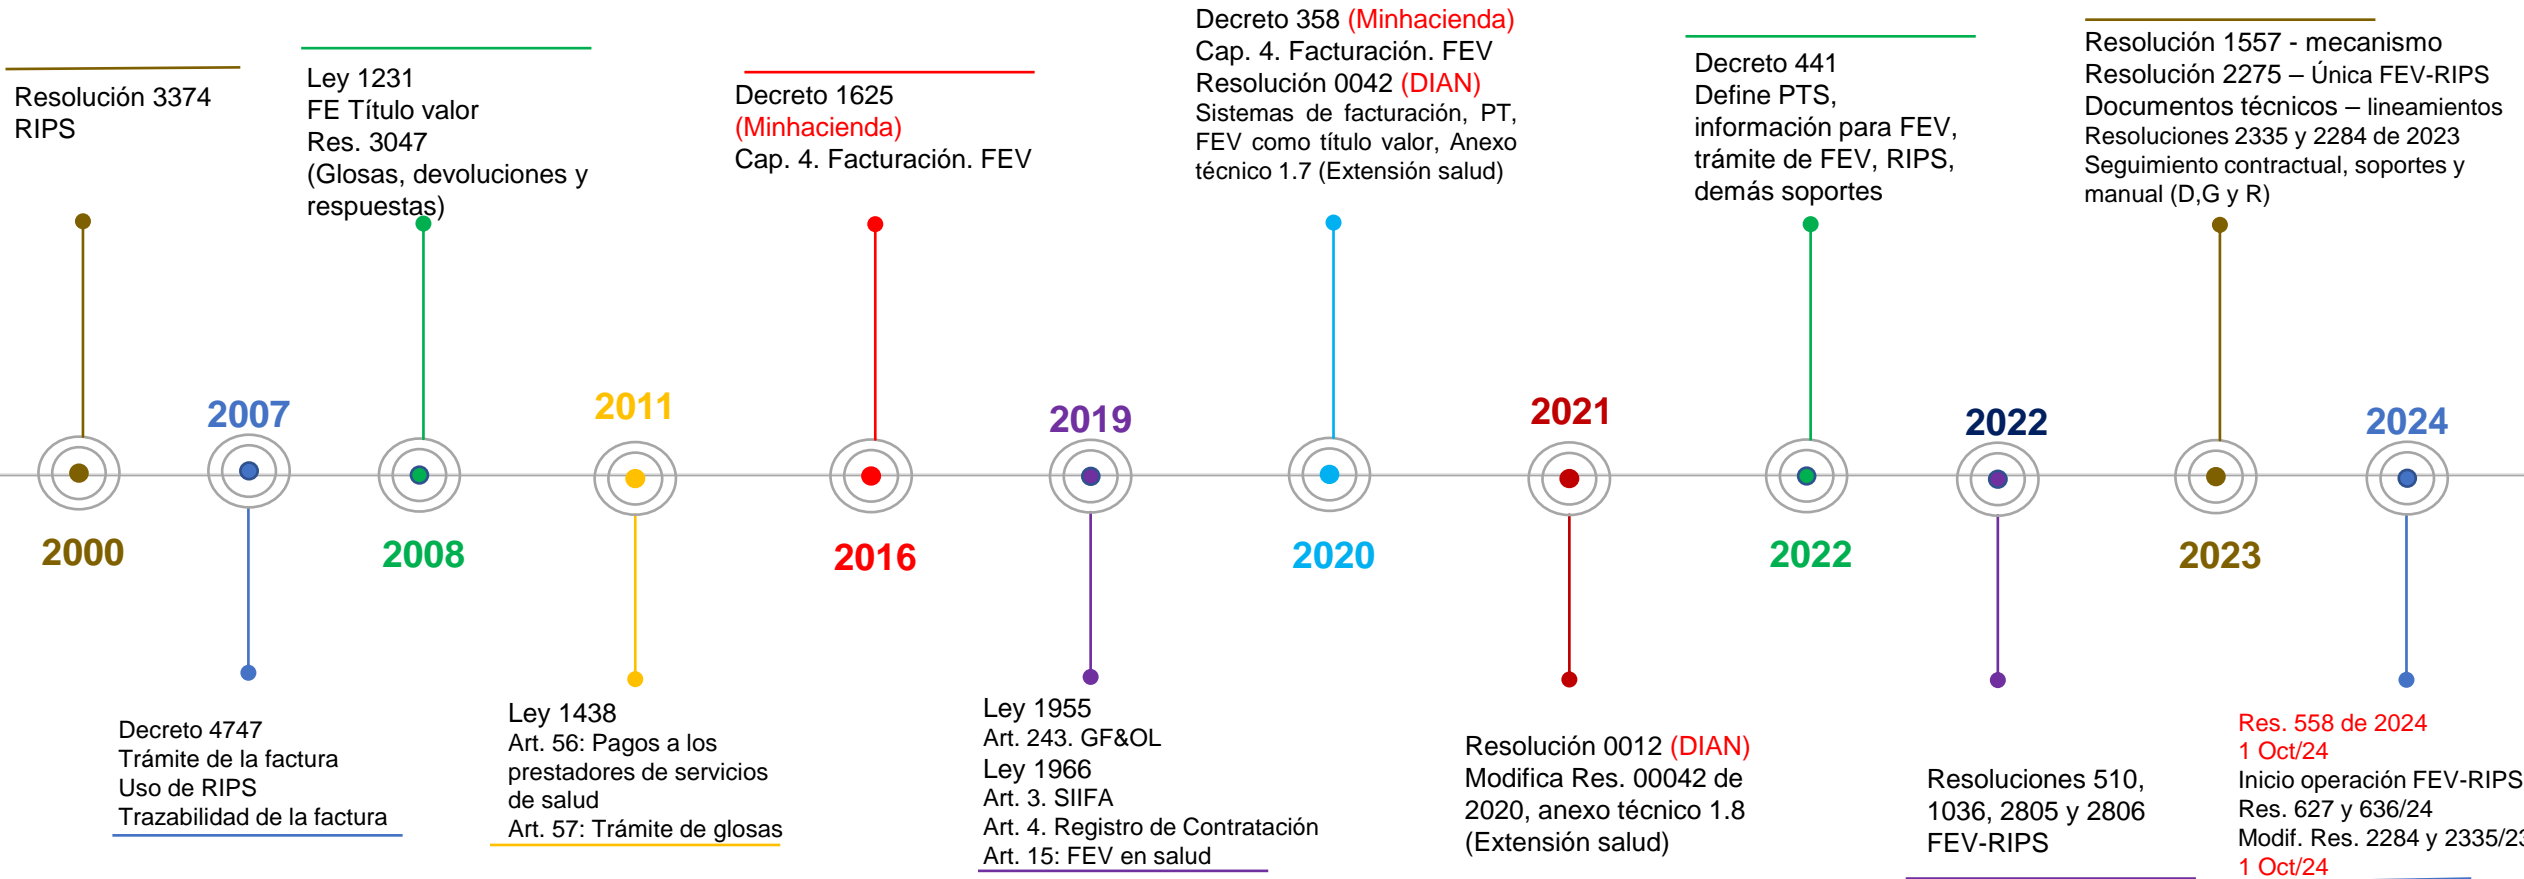 Resolución 3374
RIPS
2000
2007
Decreto 4747
Trámite de la factura
Uso de RIPS
Trazabilidad de la factura
Ley 1231
FE Título valor
Res. 3047
(Glosas, devoluciones y
respuestas)
2008
2011
Ley 1438
Art. 56: Pagos a los
prestadores de servicios
de salud
Art. 57: Trámite de glosas
Decreto 1625
(Minhacienda)
Cap. 4. Facturación. FEV
2016
2019
Ley 1955
Art. 243. GF&OL
Ley 1966
Art. 3. SIIFA
Art. 4. Registro de Contratación
Art. 15: FEV en salud
Decreto 358 (Minhacienda)
Cap. 4. Facturación. FEV
Resolución 0042 (DIAN)
Sistemas de facturación, PT,
FEV como título valor, Anexo
técnico 1.7 (Extensión salud)
2020
2021
Resolución 0012 (DIAN)
Modifica Res. 00042 de
2020, anexo técnico 1.8
(Extensión salud)
Decreto 441
Define PTS,
información para FEV,
trámite de FEV, RIPS,
demás soportes
2022
2022
Resoluciones 510,
1036, 2805 y 2806
FEV-RIPS
Resolución 1557 - mecanismo
Resolución 2275 – Única FEV-RIPS
Documentos técnicos – lineamientos
Resoluciones 2335 y 2284 de 2023
Seguimiento contractual, soportes y
manual (D,G y R)
2023
2024
Res. 558 de 2024
1 Oct/24
Inicio operación FEV-RIPS
Res. 627 y 636/24
Modif. Res. 2284 y 2335/23
1 Oct/24